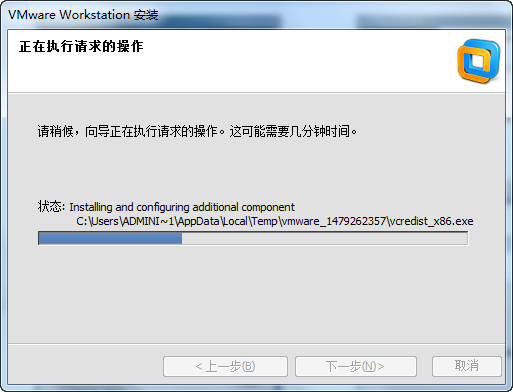 VMware Workstation 安装
正在执行请求的操作
请稍候，向导正在执行请求的操作。这可能需要几分钟时间。
状态: Installing and configuring additional component
C:\Users\ADMINI~1\AppData\Local\Temp\vmware_1479262357\vcredist_x86.exe
< 上一步(B) 下一步(N)> 取消